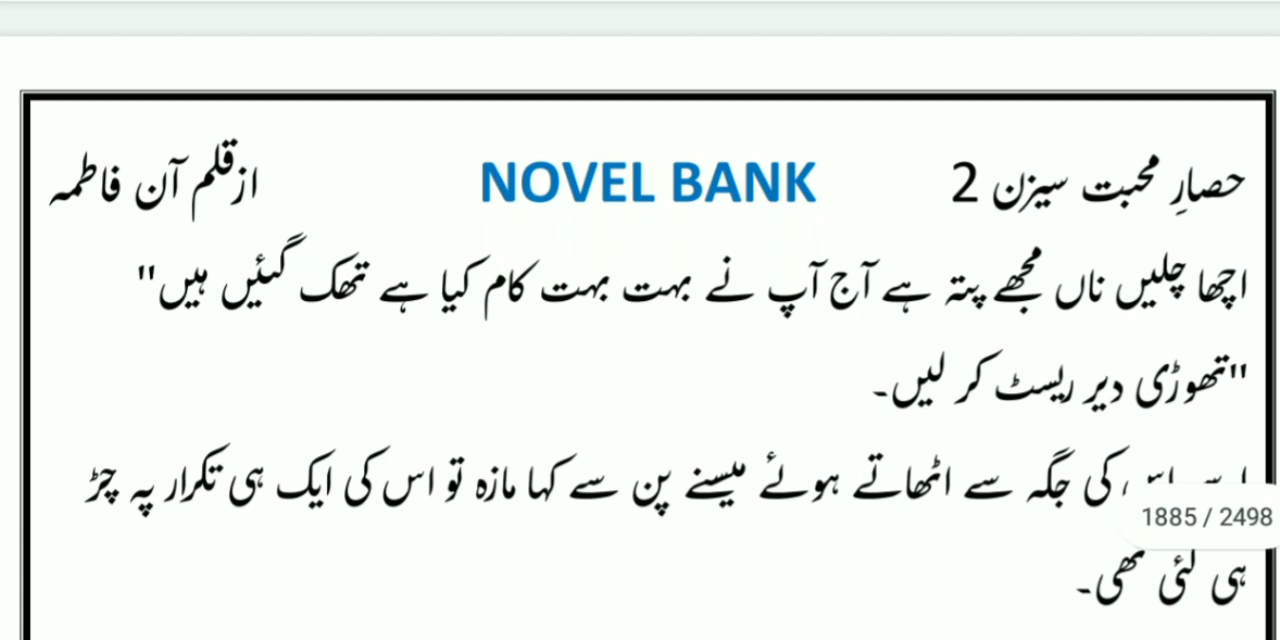 حصارِ محبت سیزن 2 NOVEL BANK ازقلم آن فاطمہ
اچھا چلیں ناں مجھے پتہ ہے آج آپ نے بہت بہت کام کیا ہے تھک گئیں ہیں"
"تھوڑی دیر ریسٹ کر لیں۔
کی جگہ سے اٹھاتے ہوئے میسنے پن سے کہا مازہ تو اس کی ایک ہی تکرار پہ چڑ
1885 / 2498
ہی گئی تھی۔